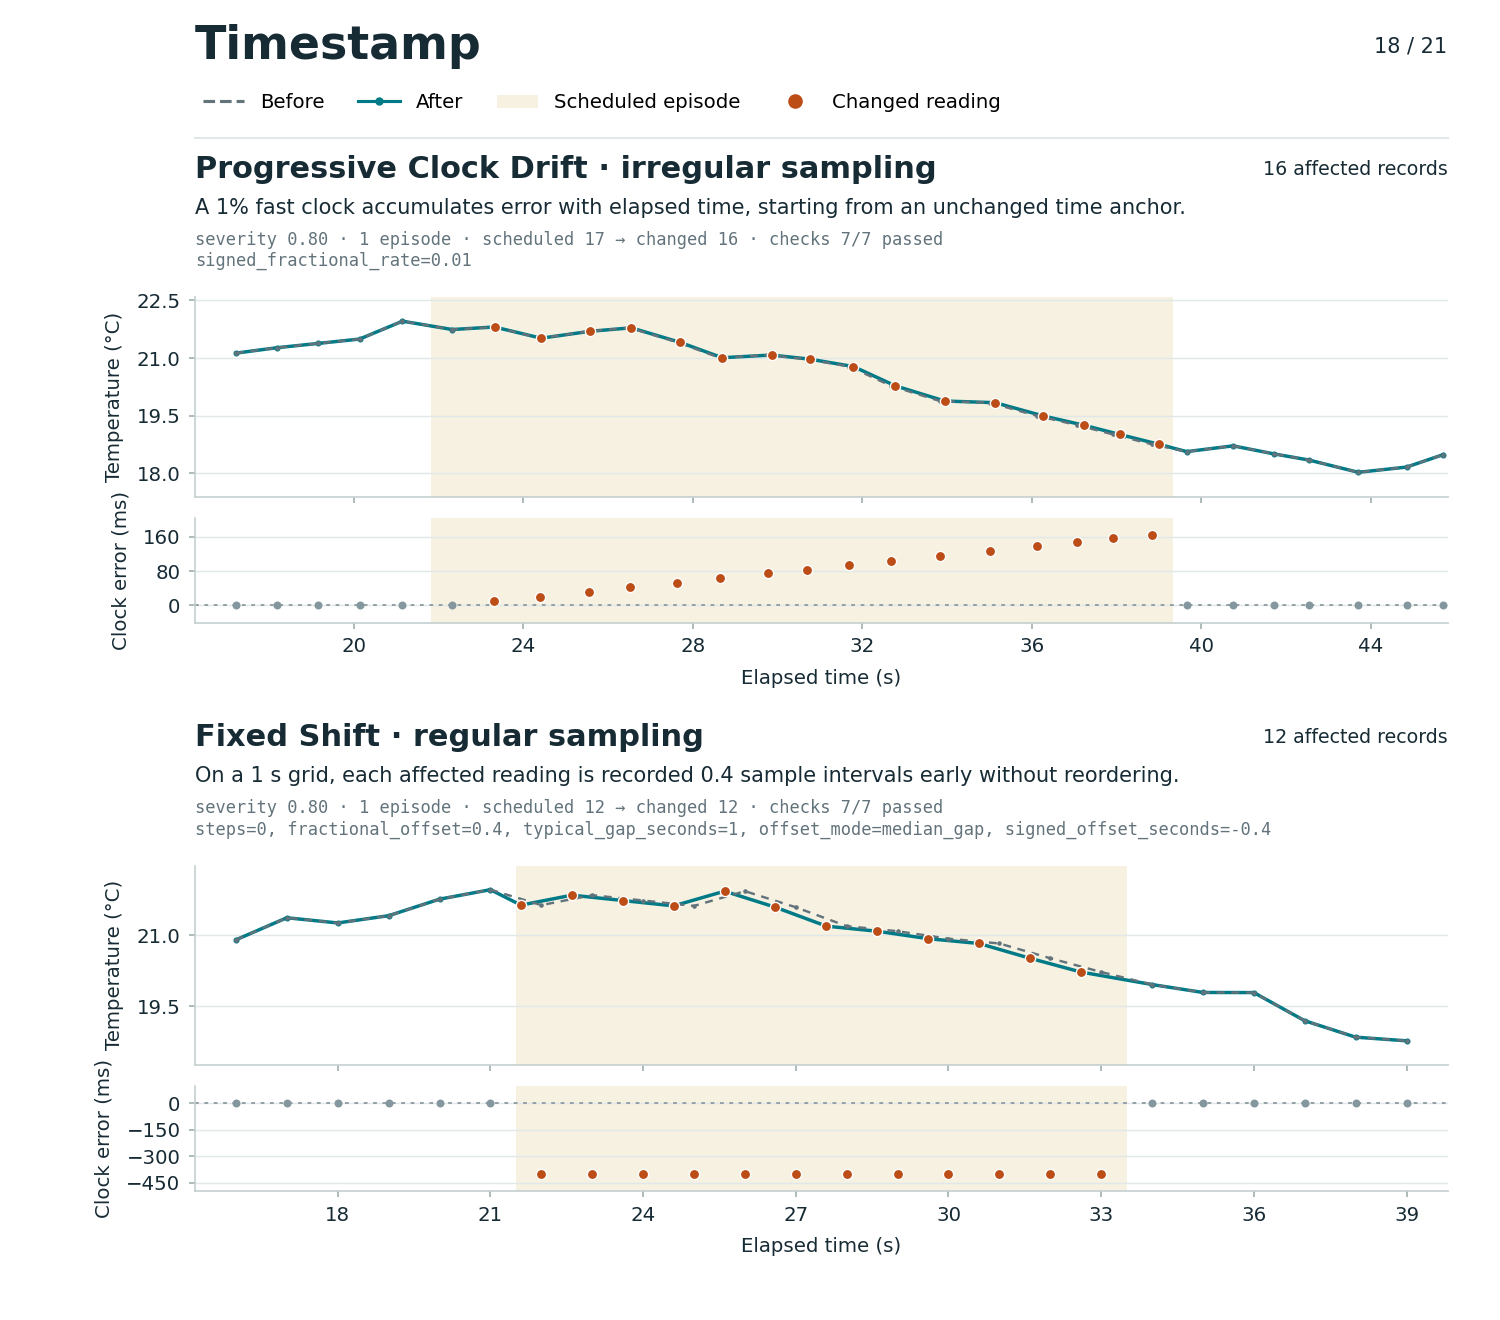 Timestamp
18 / 21
Before After Scheduled episode Changed reading
Progressive Clock Drift · irregular sampling
16 affected records
A 1% fast clock accumulates error with elapsed time, starting from an unchanged time anchor.
severity 0.80 · 1 episode · scheduled 17 → changed 16 · checks 7/7 passed
signed_fractional_rate=0.01
Temperature (°C)
22.5
21.0
19.5
18.0
Clock error (ms)
160
80
0
20 24 28 32 36 40 44
Elapsed time (s)
Fixed Shift · regular sampling
12 affected records
On a 1 s grid, each affected reading is recorded 0.4 sample intervals early without reordering.
severity 0.80 · 1 episode · scheduled 12 → changed 12 · checks 7/7 passed
steps=0, fractional_offset=0.4, typical_gap_seconds=1, offset_mode=median_gap, signed_offset_seconds=-0.4
Temperature (°C)
21.0
19.5
Clock error (ms)
0
−150
−300
−450
18 21 24 27 30 33 36 39
Elapsed time (s)